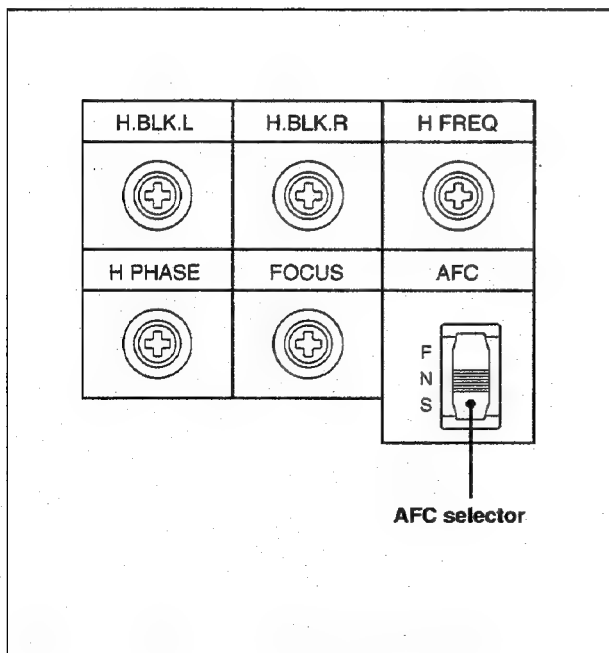 H.BLK.L H.BLK.R H FREQ
H PHASE FOCUS AFC
F
N
S
AFC selector